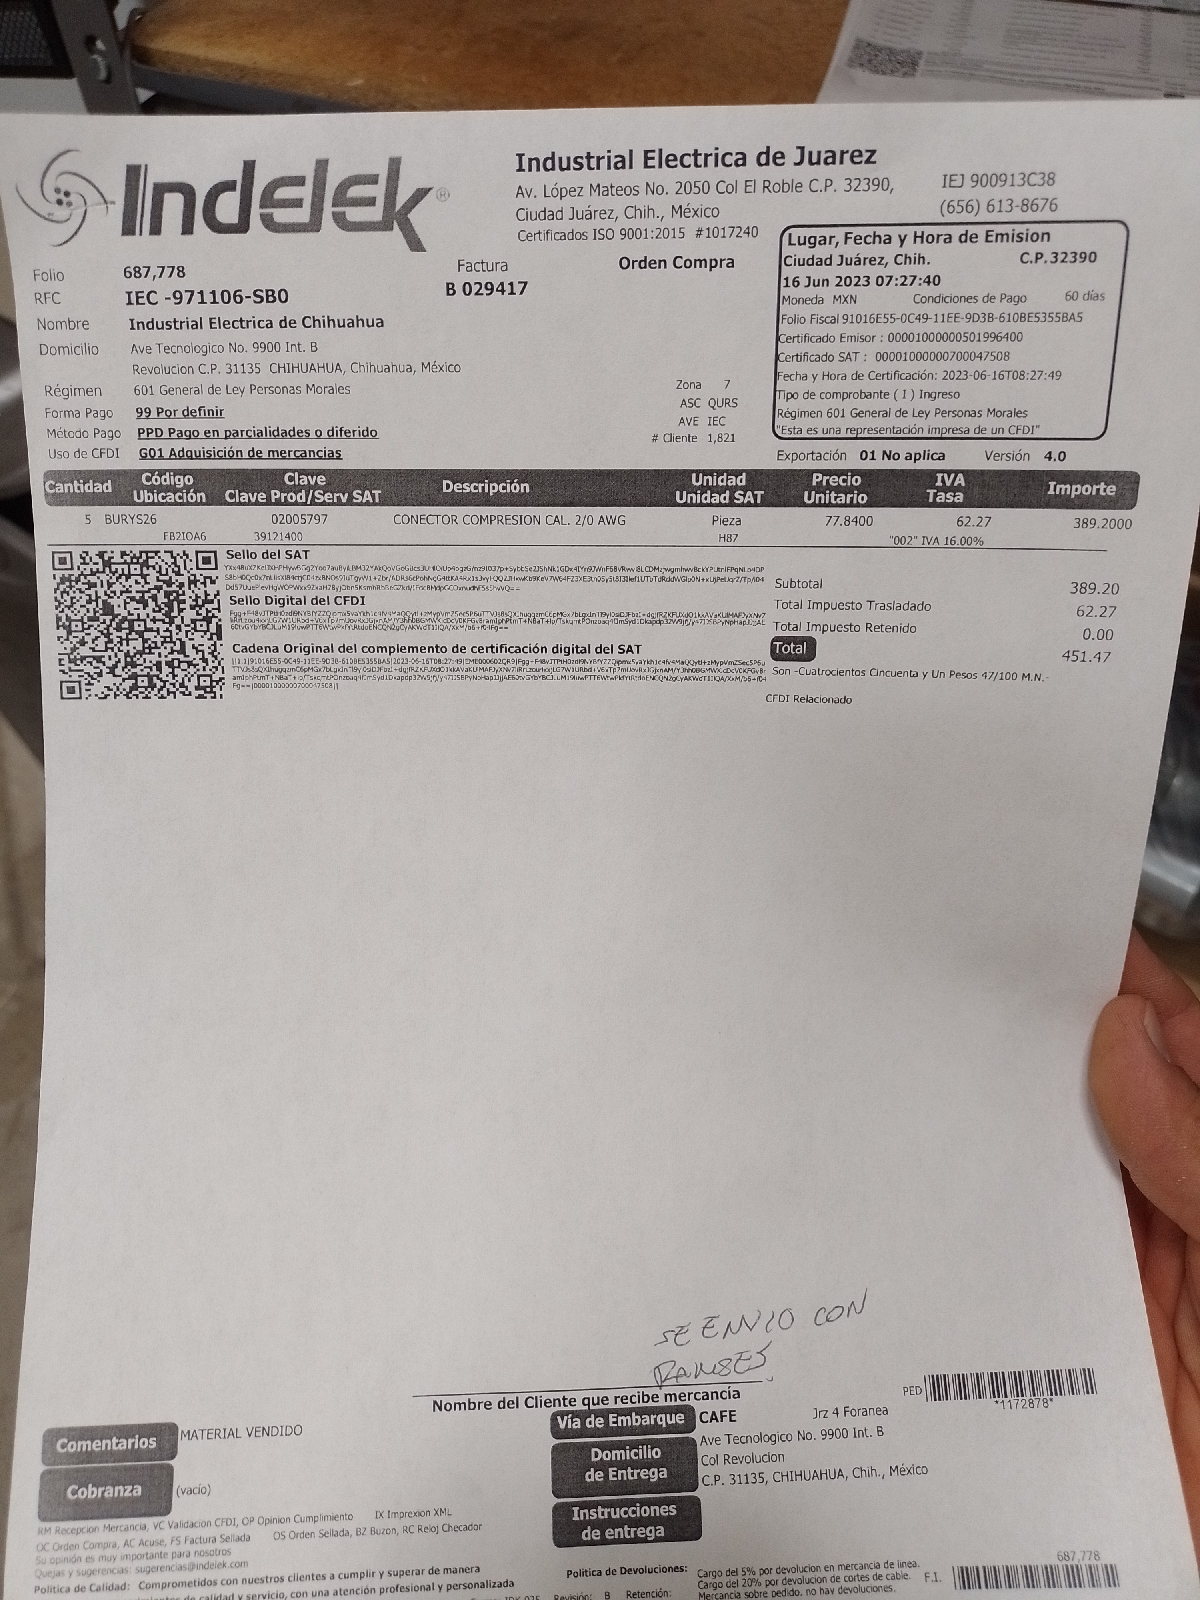 Indelek®
Industrial Electrica de Juarez
Av. López Mateos No. 2050 Col El Roble C.P. 32390,
Ciudad Juárez, Chih., México
Certificados ISO 9001:2015 #1017240
IEJ 900913C38
(656) 613-8676
Folio 687,778
RFC IEC -971106-SB0
Factura
B 029417
Orden Compra
Nombre Industrial Electrica de Chihuahua
Domicilio Ave Tecnologico No. 9900 Int. B
Revolucion C.P. 31135 CHIHUAHUA, Chihuahua, México
Régimen 601 General de Ley Personas Morales
Forma Pago 99 Por definir
Método Pago PPD Pago en parcialidades o diferido
Uso de CFDI G01 Adquisición de mercancias
Zona 7
ASC QURS
AVE IEC
# Cliente 1,821
Lugar, Fecha y Hora de Emision
Ciudad Juárez, Chih. C.P.32390
16 Jun 2023 07:27:40
Moneda MXN Condiciones de Pago 60 días
Folio Fiscal 91016E55-0C49-11EE-9D3B-610BE5355BA5
Certificado Emisor : 00001000000501996400
Certificado SAT : 00001000000700047508
Fecha y Hora de Certificación: 2023-06-16T08:27:49
Tipo de comprobante ( I ) Ingreso
Régimen 601 General de Ley Personas Morales
"Esta es una representación impresa de un CFDI"
Exportación 01 No aplica Versión 4.0
Cantidad Código Ubicación Clave Clave Prod/Serv SAT Descripción Unidad Unidad SAT Precio Unitario IVA Tasa Importe
5 BURYS26 02005797 CONECTOR COMPRESION CAL. 2/0 AWG Pieza 77.8400 62.27 389.2000
FB2IOA6 39121400 H87 "002" IVA 16.00%
Sello del SAT
Sello Digital del CFDI
Cadena Original del complemento de certificación digital del SAT
Subtotal 389.20
Total Impuesto Trasladado 62.27
Total Impuesto Retenido 0.00
Total 451.47
Son -Cuatrocientos Cincuenta y Un Pesos 47/100 M.N.-
CFDI Relacionado
SE ENVIO CON
RAMSES
Nombre del Cliente que recibe mercancía
PED
*1172878*
Comentarios MATERIAL VENDIDO
Cobranza (vacío)
Vía de Embarque CAFE Jrz 4 Foranea
Domicilio de Entrega Ave Tecnologico No. 9900 Int. B
Col Revolucion
C.P. 31135, CHIHUAHUA, Chih., México
Instrucciones de entrega
RM Recepcion Mercancia, VC Validacion CFDI, OP Opinion Cumplimiento IX Imprexion XML
OC Orden Compra, AC Acuse, FS Factura Sellada OS Orden Sellada, BZ Buzon, RC Reloj Checador
Su opinión es muy importante para nosotros
Quejas y sugerencias: sugerencias@indelek.com
Política de Calidad: Comprometidos con nuestros clientes a cumplir y superar de manera
de calidad y servicio, con una atención profesional y personalizada
Política de Devoluciones: Cargo del 5% por devolucion en mercancia de linea.
Cargo del 20% por devolucion de cortes de cable.
Mercancia sobre pedido, no hay devoluciones.
Revisión: B Retención:
687,778
F.I.